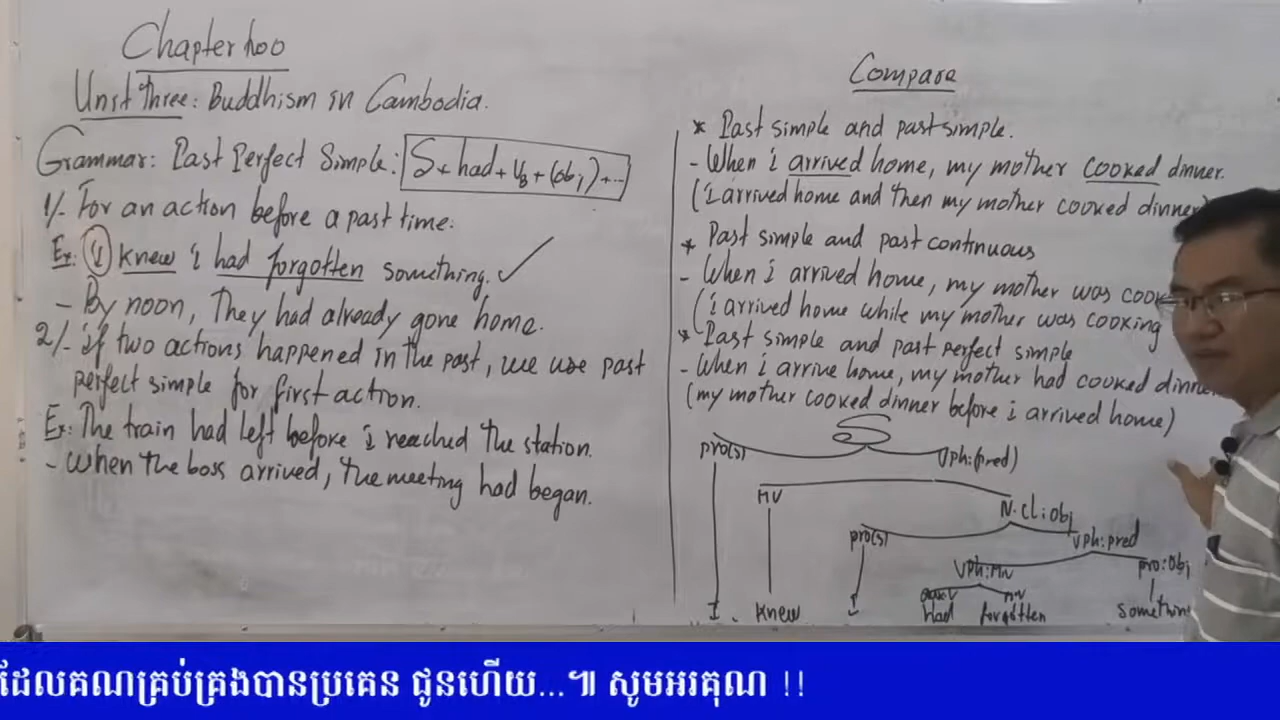 Chapter two
Unit three: Buddhism in Cambodia.
Grammar: Past Perfect Simple: S + had + V3 + (obj) + ...
1/- For an action before a past time.
Ex: I knew i had forgotten something. ✓
- By noon, They had already gone home.
2/- if two actions happened in the past, we use past
perfect simple for first action.
Ex: The train had left before i reached the station.
- when the boss arrived, the meeting had began.
Compare
* Past simple and past simple.
- When i arrived home, my mother cooked dinner.
(i arrived home and then my mother cooked dinner)
* Past simple and past continuous
- When i arrived home, my mother was cook
(i arrived home while my mother was cooking
* Past simple and past perfect simple
- When i arrive home, my mother had cooked dinner
(my mother cooked dinner before i arrived home)
S
pro(s) Vph:(pred)
MV N.cl:obj
pro(s) Vph:pred
Vph:Mv pro:obj
aux.v m.v
I. knew I had forgotten somethin
ដែលគណគ្រប់គ្រងបានប្រគេន ជូនហើយ...៕ សូមអរគុណ !!